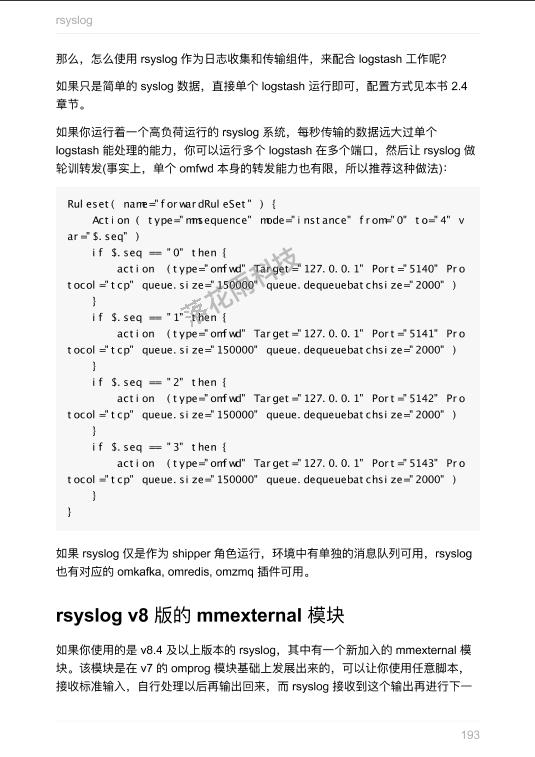 rsyslog
那么，怎么使用 rsyslog 作为日志收集和传输组件，来配合 logstash 工作呢?
如果只是简单的 syslog 数据，直接单个 logstash 运行即可，配置方式见本书 2.4
章节。
如果你运行着一个高负荷运行的 rsyslog 系统，每秒传输的数据远大过单个
logstash 能处理的能力，你可以运行多个 logstash 在多个端口，然后让 rsyslog 做
轮训转发(事实上，单个 omfwd 本身的转发能力也有限，所以推荐这种做法):
Ruleset( name="forwardRuleSet" ) {
    Action ( type="mmsequence" mode="instance" from="0" to="4" v
ar="$.seq" )
    if $.seq == "0" then {
        action (type="omfwd" Target="127.0.0.1" Port="5140" Pro
tocol="tcp" queue.size="150000" queue.dequeuebatchsize="2000" )
    }
    if $.seq == "1" then {
        action (type="omfwd" Target="127.0.0.1" Port="5141" Pro
tocol="tcp" queue.size="150000" queue.dequeuebatchsize="2000" )
    }
    if $.seq == "2" then {
        action (type="omfwd" Target="127.0.0.1" Port="5142" Pro
tocol="tcp" queue.size="150000" queue.dequeuebatchsize="2000" )
    }
    if $.seq == "3" then {
        action (type="omfwd" Target="127.0.0.1" Port="5143" Pro
tocol="tcp" queue.size="150000" queue.dequeuebatchsize="2000" )
    }
}
落花雨科技
如果 rsyslog 仅是作为 shipper 角色运行，环境中有单独的消息队列可用，rsyslog
也有对应的 omkafka, omredis, omzmq 插件可用。
rsyslog v8 版的 mmexternal 模块
如果你使用的是 v8.4 及以上版本的 rsyslog，其中有一个新加入的 mmexternal 模
块。该模块是在 v7 的 omprog 模块基础上发展出来的，可以让你使用任意脚本，
接收标准输入，自行处理以后再输出回来，而 rsyslog 接收到这个输出再进行下一
193